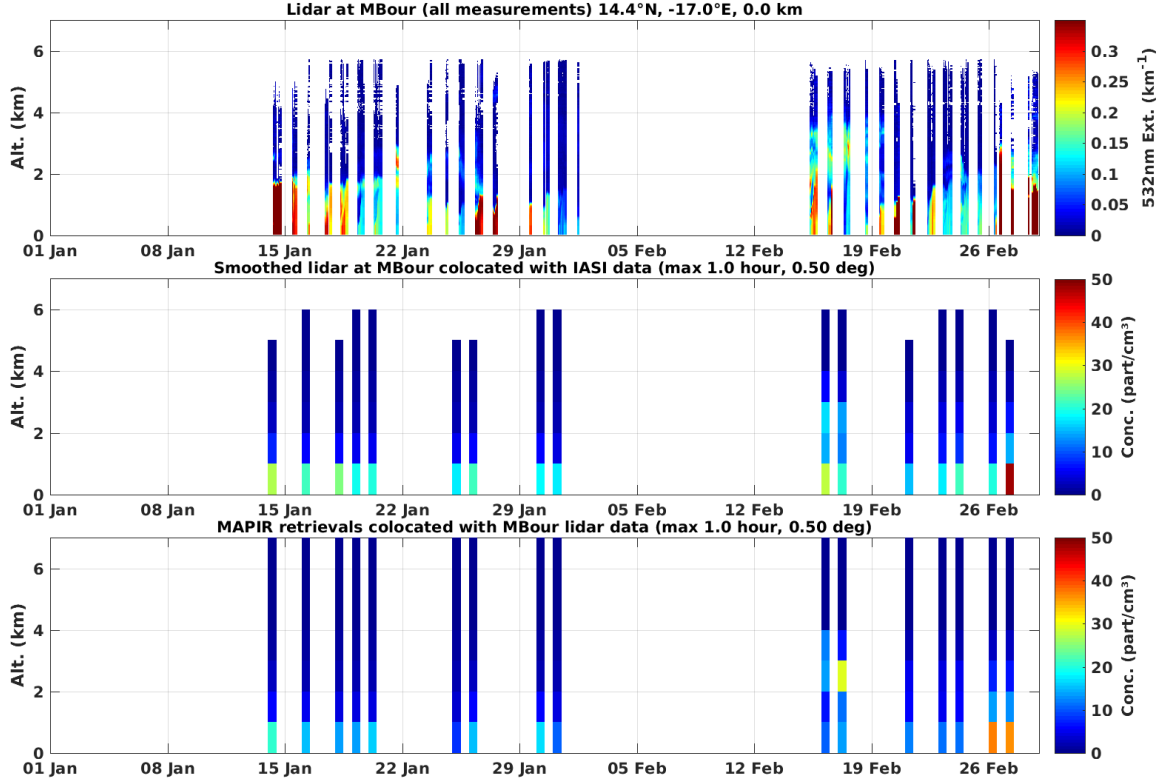 Lidar at MBour (all measurements) 14.4°N, -17.0°E, 0.0 km
Alt. (km)
6
4
2
0
01 Jan 08 Jan 15 Jan 22 Jan 29 Jan 05 Feb 12 Feb 19 Feb 26 Feb
0.3
0.25
0.2
0.15
0.1
0.05
0
532nm Ext. (km-1)
Smoothed lidar at MBour colocated with IASI data (max 1.0 hour, 0.50 deg)
Alt. (km)
6
4
2
0
01 Jan 08 Jan 15 Jan 22 Jan 29 Jan 05 Feb 12 Feb 19 Feb 26 Feb
50
40
30
20
10
0
Conc. (part/cm³)
MAPIR retrievals colocated with MBour lidar data (max 1.0 hour, 0.50 deg)
Alt. (km)
6
4
2
0
01 Jan 08 Jan 15 Jan 22 Jan 29 Jan 05 Feb 12 Feb 19 Feb 26 Feb
50
40
30
20
10
0
Conc. (part/cm³)